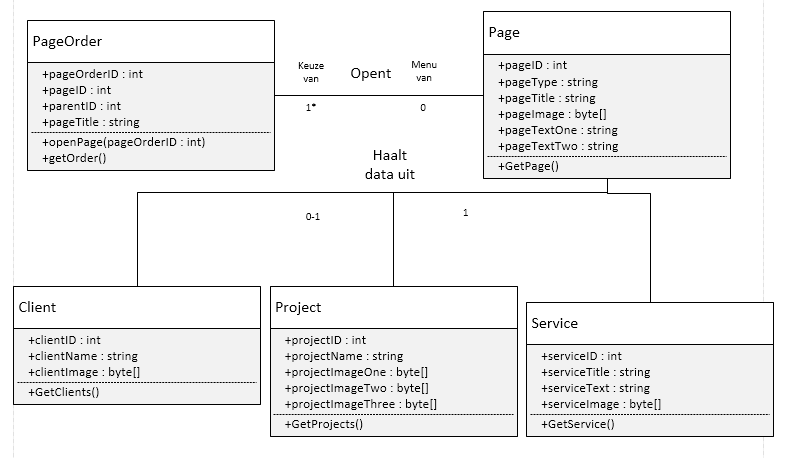 PageOrder
+pageOrderID : int
+pageID : int
+parentID : int
+pageTitle : string
+openPage(pageOrderID : int)
+getOrder()
Keuze
van
Opent
Menu
van
1*
0
Page
+pageID : int
+pageType : string
+pageTitle : string
+pageImage : byte[]
+pageTextOne : string
+pageTextTwo : string
+GetPage()
Haalt
data uit
0-1
1
Client
+clientID : int
+clientName : string
+clientImage : byte[]
+GetClients()
Project
+projectID : int
+projectName : string
+projectImageOne : byte[]
+projectImageTwo : byte[]
+projectImageThree : byte[]
+GetProjects()
Service
+serviceID : int
+serviceTitle : string
+serviceText : string
+serviceImage : byte[]
+GetService()